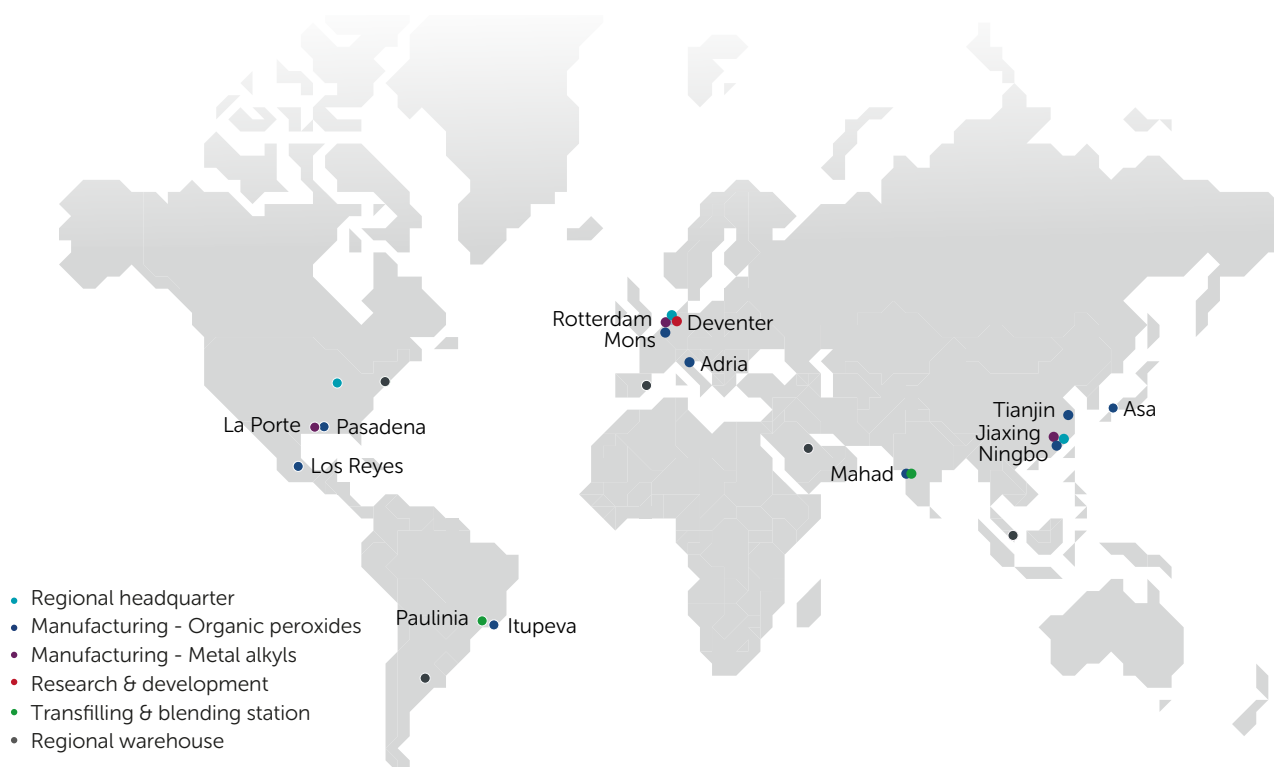 Rotterdam
Deventer
Mons
Adria
La Porte
Pasadena
Los Reyes
Tianjin
Asa
Jiaxing
Ningbo
Mahad
Paulinia
Itupeva
Regional headquarter
Manufacturing - Organic peroxides
Manufacturing - Metal alkyls
Research & development
Transfilling & blending station
Regional warehouse